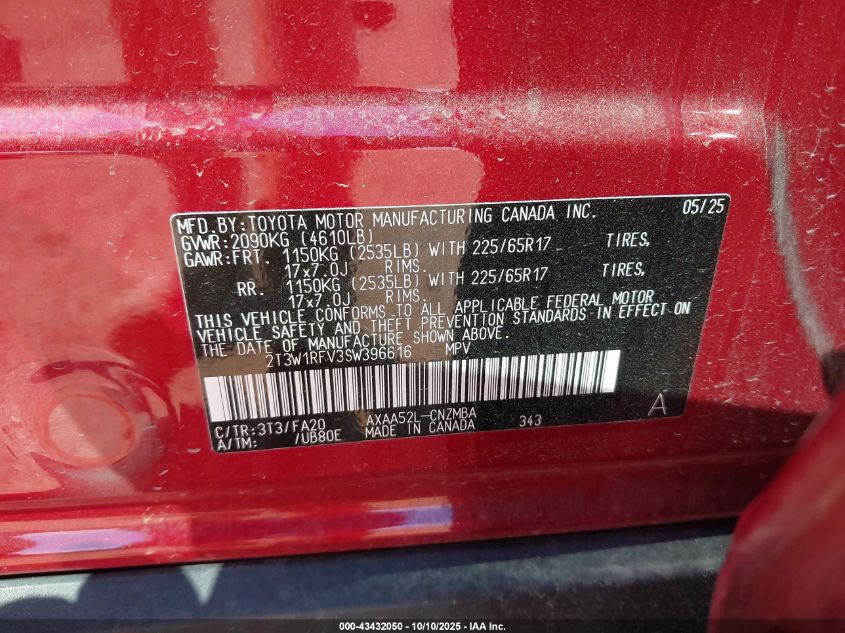 MFD. BY: TOYOTA MOTOR MANUFACTURING CANADA INC. 05/25
GVWR: 2090KG (4610LB)
GAWR: FRT. 1150KG (2535LB) WITH 225/65R17 TIRES,
17x7.0J RIMS.
RR. 1150KG (2535LB) WITH 225/65R17 TIRES,
17x7.0J RIMS.
THIS VEHICLE CONFORMS TO ALL APPLICABLE FEDERAL MOTOR
VEHICLE SAFETY AND THEFT PREVENTION STANDARDS IN EFFECT ON
THE DATE OF MANUFACTURE SHOWN ABOVE.
2T3W1RFV3SW396616 MPV
C/TR: 3T3/FA20 AXAA52L-CNZMBA 343 A
A/TM: /UB80E MADE IN CANADA
000-43432050 - 10/10/2025 - IAA Inc.